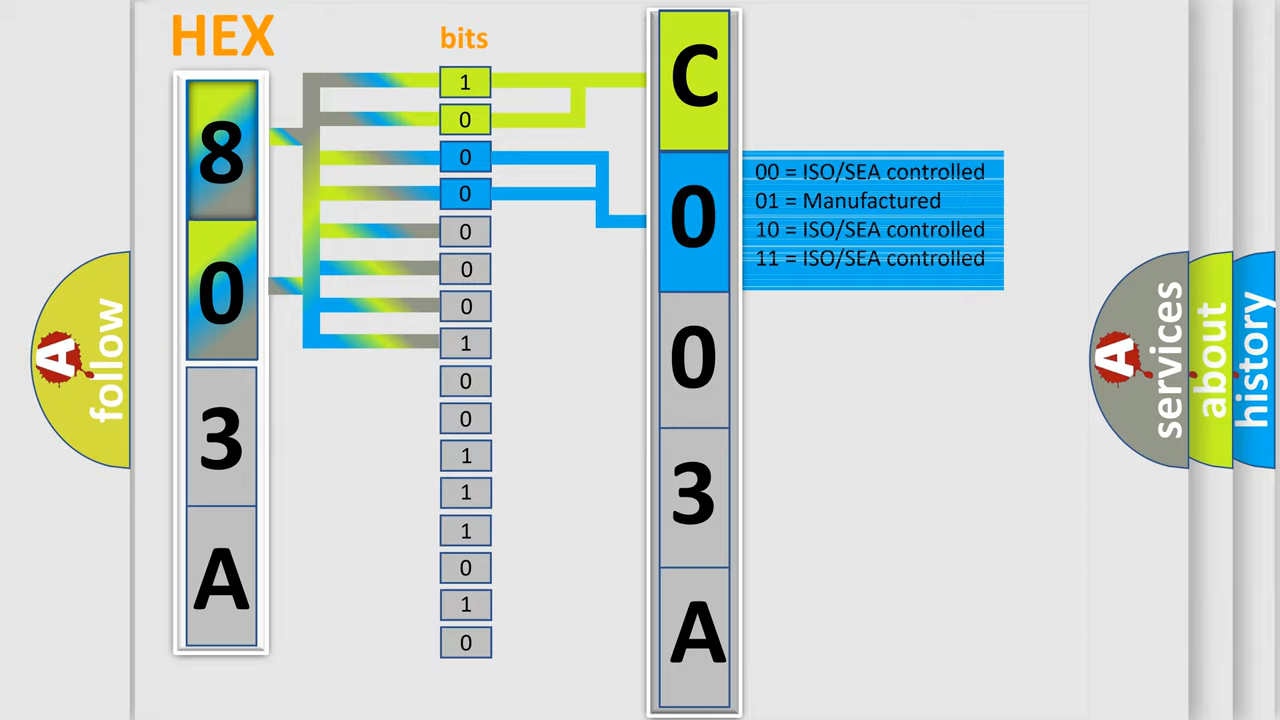 HEX
bits
8
0
3
A
1
0
0
0
0
0
0
1
0
0
1
1
1
0
1
0
C
0
0
3
A
00 = ISO/SEA controlled
01 = Manufactured
10 = ISO/SEA controlled
11 = ISO/SEA controlled
A
follow
A
services
about
history